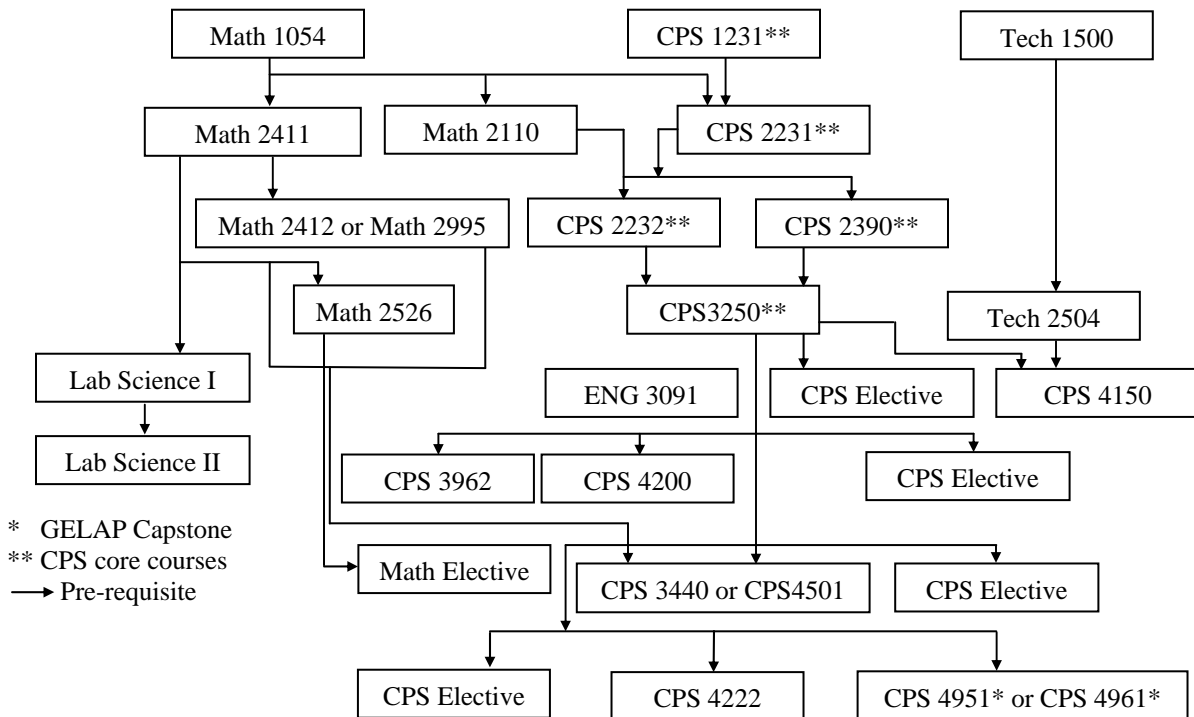 Math 1054
CPS 1231**
Tech 1500
Math 2411
Math 2110
CPS 2231**
Math 2412 or Math 2995
CPS 2232**
CPS 2390**
Math 2526
CPS3250**
Tech 2504
Lab Science I
ENG 3091
CPS Elective
CPS 4150
Lab Science II
CPS 3962
CPS 4200
CPS Elective
* GELAP Capstone
** CPS core courses
Pre-requisite
Math Elective
CPS 3440 or CPS4501
CPS Elective
CPS Elective
CPS 4222
CPS 4951* or CPS 4961*